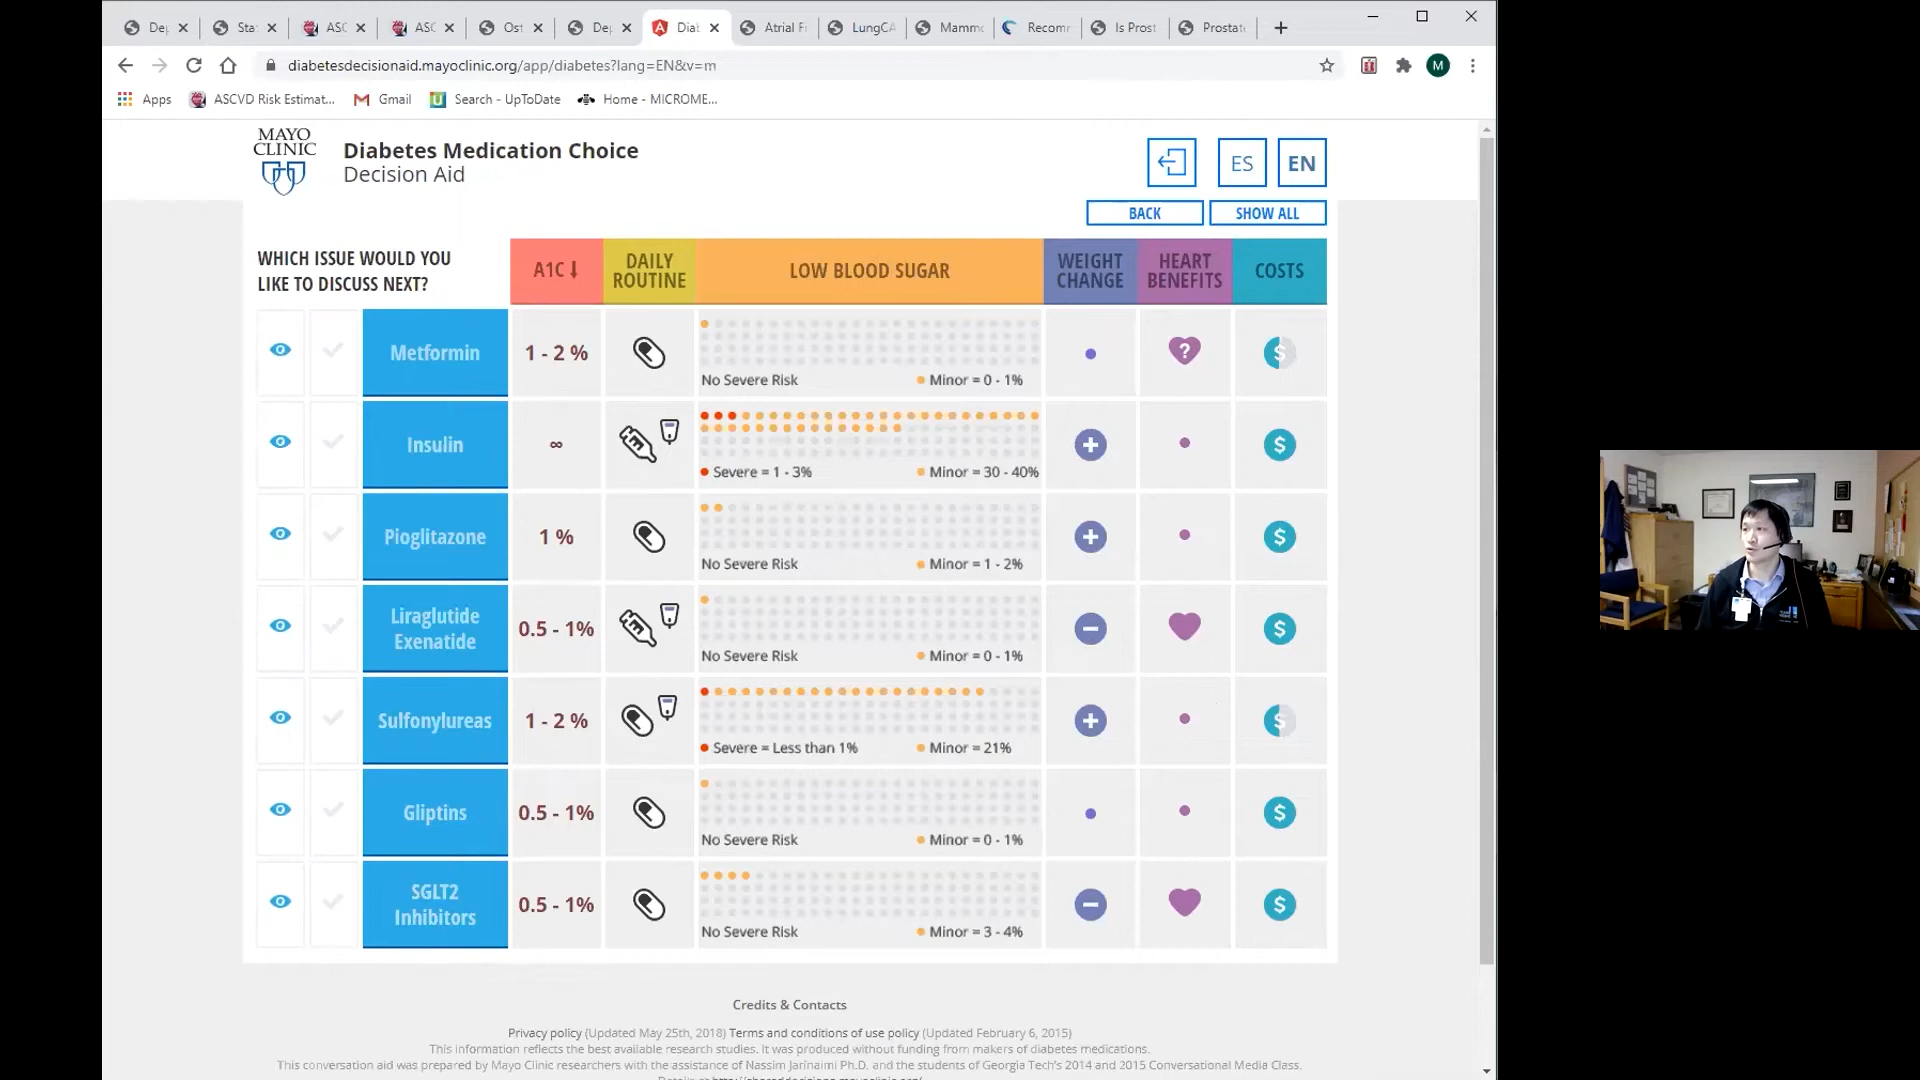 Dep
Sta
ASC
ASC
Ost
Dep
Diab
Atrial Fi
LungCA
Mammo
Recomm
Is Prost
Prostate
diabetesdecisionaid.mayoclinic.org/app/diabetes?lang=EN&v=m
M
Apps
ASCVD Risk Estimat...
Gmail
Search - UpToDate
Home - MICROME...
MAYO
CLINIC
Diabetes Medication Choice
Decision Aid
ES
EN
BACK
SHOW ALL
WHICH ISSUE WOULD YOU
LIKE TO DISCUSS NEXT?
A1C
DAILY
ROUTINE
LOW BLOOD SUGAR
WEIGHT
CHANGE
HEART
BENEFITS
COSTS
Metformin
1 - 2 %
No Severe Risk
Minor = 0 - 1%
?
$
Insulin
∞
Severe = 1 - 3%
Minor = 30 - 40%
$
Pioglitazone
1 %
No Severe Risk
Minor = 1 - 2%
$
Liraglutide
Exenatide
0.5 - 1%
No Severe Risk
Minor = 0 - 1%
$
Sulfonylureas
1 - 2 %
Severe = Less than 1%
Minor = 21%
$
Gliptins
0.5 - 1%
No Severe Risk
Minor = 0 - 1%
$
SGLT2
Inhibitors
0.5 - 1%
No Severe Risk
Minor = 3 - 4%
$
Credits & Contacts
Privacy policy (Updated May 25th, 2018) Terms and conditions of use policy (Updated February 6, 2015)
This information reflects the best available research studies. It was produced without funding from makers of diabetes medications.
This conversation aid was prepared by Mayo Clinic researchers with the assistance of Nassim Jarinaimi Ph.D. and the students of Georgia Tech's 2014 and 2015 Conversational Media Class.